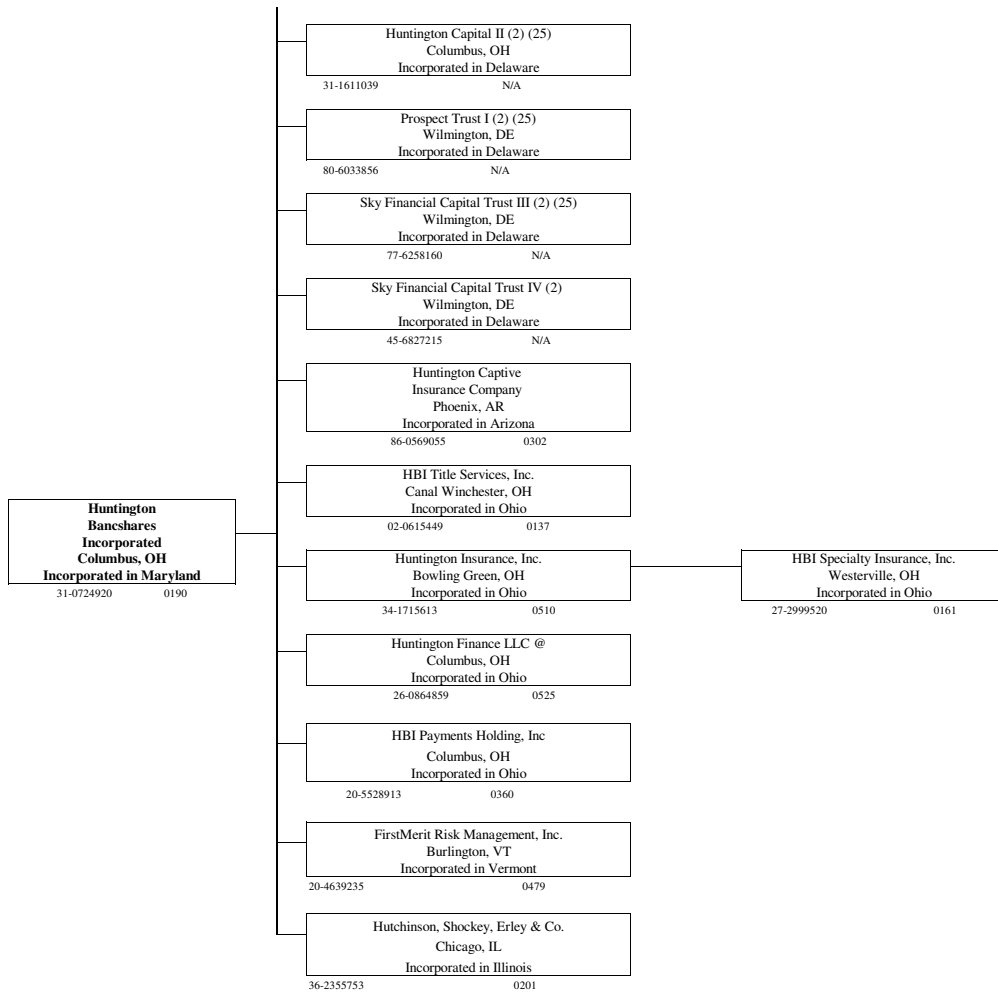 Huntington Capital II (2) (25)
Columbus, OH
Incorporated in Delaware
31-1611039 N/A
Prospect Trust I (2) (25)
Wilmington, DE
Incorporated in Delaware
80-6033856 N/A
Sky Financial Capital Trust III (2) (25)
Wilmington, DE
Incorporated in Delaware
77-6258160 N/A
Sky Financial Capital Trust IV (2)
Wilmington, DE
Incorporated in Delaware
45-6827215 N/A
Huntington Captive
Insurance Company
Phoenix, AR
Incorporated in Arizona
86-0569055 0302
HBI Title Services, Inc.
Canal Winchester, OH
Incorporated in Ohio
02-0615449 0137
Huntington
Bancshares
Incorporated
Columbus, OH
Incorporated in Maryland
31-0724920 0190
Huntington Insurance, Inc.
Bowling Green, OH
Incorporated in Ohio
34-1715613 0510
HBI Specialty Insurance, Inc.
Westerville, OH
Incorporated in Ohio
27-2999520 0161
Huntington Finance LLC @
Columbus, OH
Incorporated in Ohio
26-0864859 0525
HBI Payments Holding, Inc
Columbus, OH
Incorporated in Ohio
20-5528913 0360
FirstMerit Risk Management, Inc.
Burlington, VT
Incorporated in Vermont
20-4639235 0479
Hutchinson, Shockey, Erley & Co.
Chicago, IL
Incorporated in Illinois
36-2355753 0201